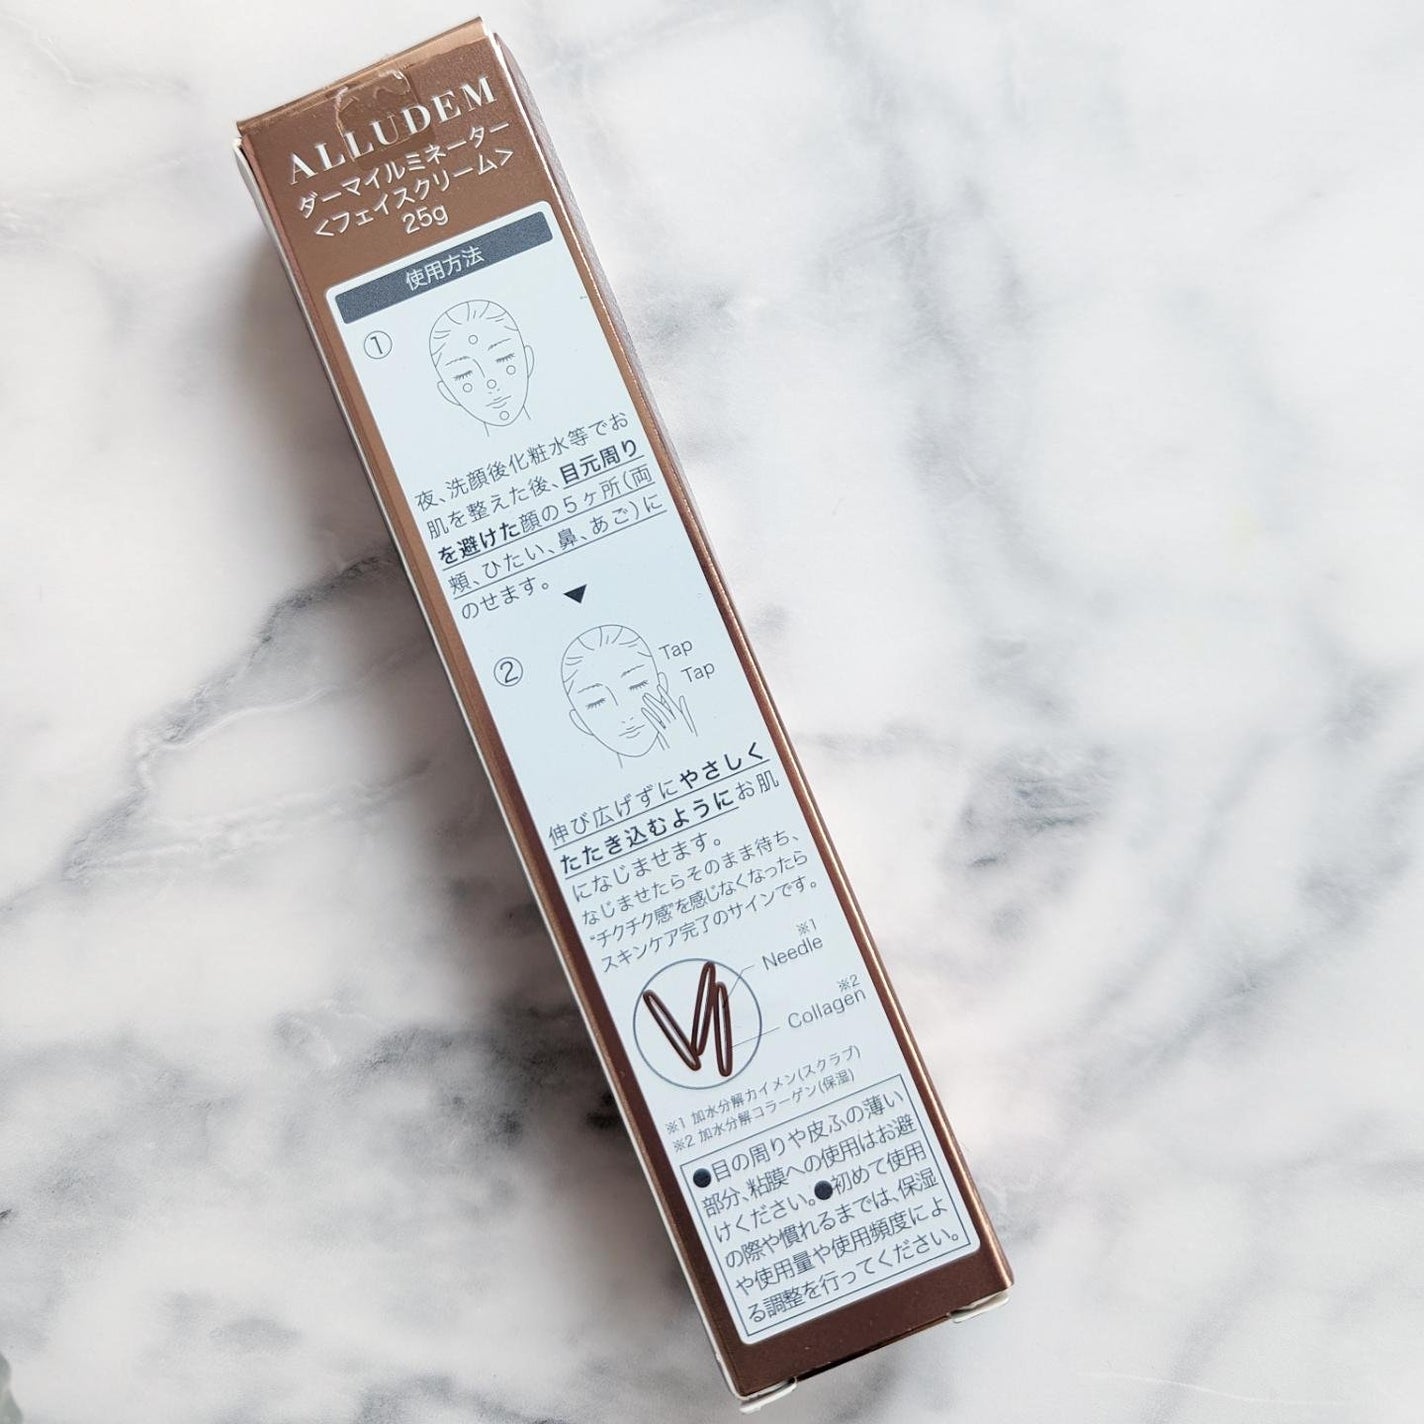 ALLUDEM
ダーマイルミネーター
<フェイスクリーム>
25g
使用方法
①
夜、洗顔後化粧水等でお
肌を整えた後、目元周り
を避けた顔の5ヶ所(両
頬、ひたい、鼻、あご)に
のせます。
②
Tap
Tap
伸び広げずにやさしく
たたき込むようにお肌
になじませます。
なじませたらそのまま待ち、
"チクチク感"を感じなくなったら
スキンケア完了のサインです。
※1
Needle
※2
Collagen
※1 加水分解カイメン(スクラブ)
※2 加水分解コラーゲン(保湿)
●目の周りや皮ふの薄い
部分、粘膜への使用はお避
けください。●初めて使用
の際や慣れるまでは、保湿
や使用量や使用頻度によ
る調整を行ってください。